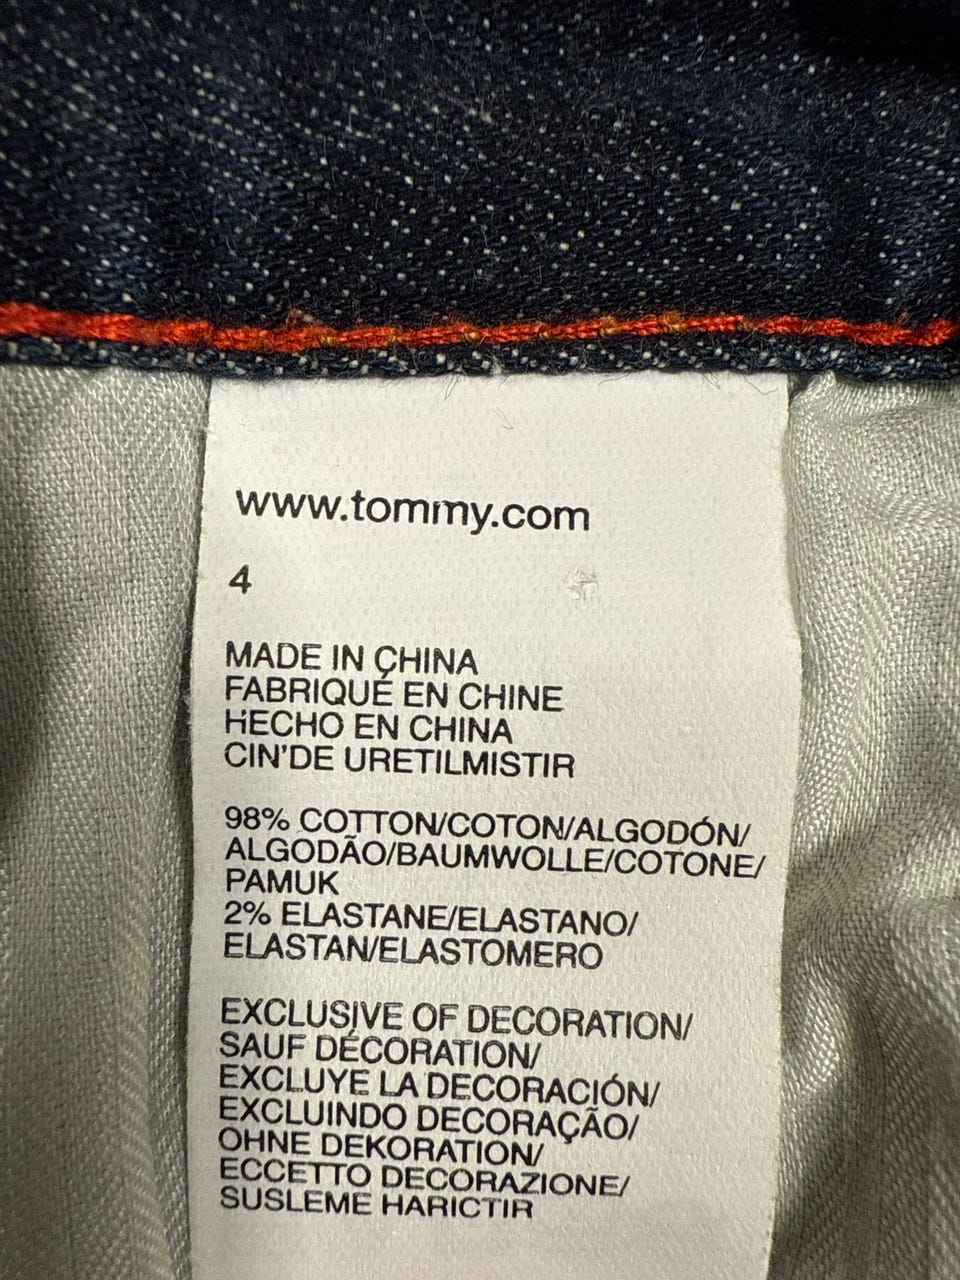 www.tommy.com
4
MADE IN CHINA
FABRIQUÉ EN CHINE
HECHO EN CHINA
CIN'DE URETILMISTIR
98% COTTON/COTON/ALGODÓN/
ALGODÃO/BAUMWOLLE/COTONE/
PAMUK
2% ELASTANE/ELASTANO/
ELASTAN/ELASTOMERO
EXCLUSIVE OF DECORATION/
SAUF DÉCORATION/
EXCLUYE LA DECORACIÓN/
EXCLUINDO DECORAÇÃO/
OHNE DEKORATION/
ECCETTO DECORAZIONE/
SUSLEME HARICTIR